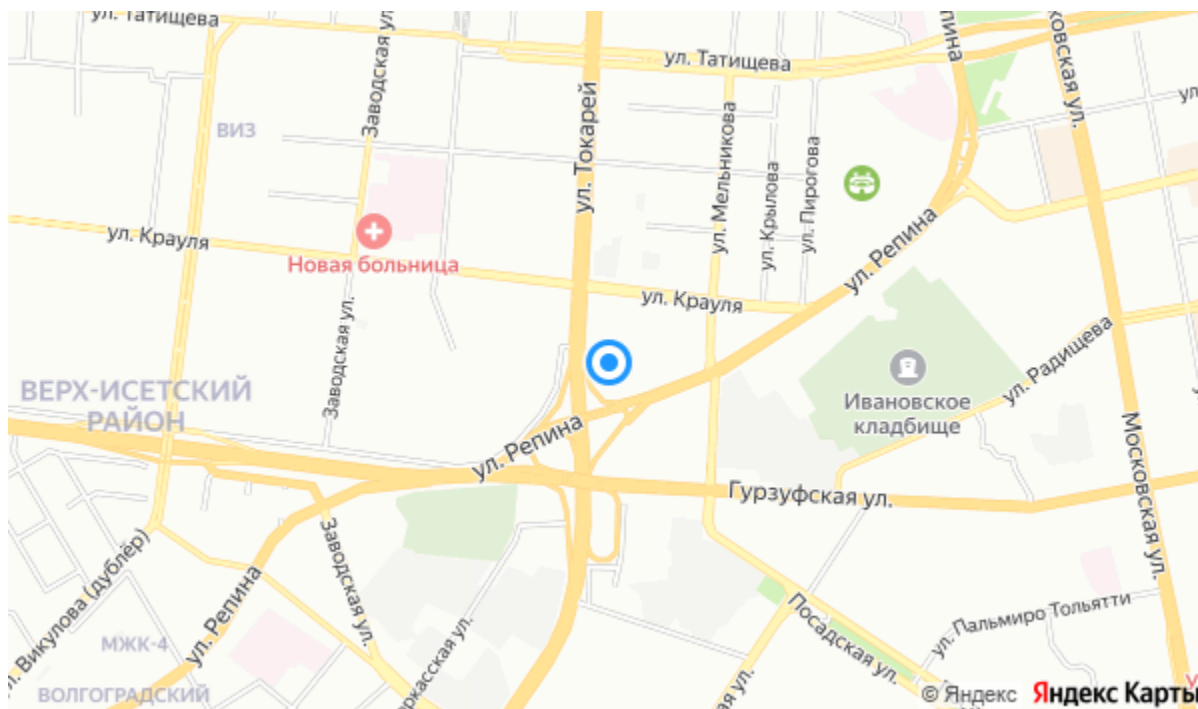 ул. Татищева
Заводская ул.
ул. Токарей
ул. Татищева
ВИЗ
ул. Мельникова
ул. Крылова
ул. Пирогова
ул. Репина
Московская ул.
ул. Крауля
Новая больница
ул. Крауля
Заводская ул.
ул. Радищева
ВЕРХ-ИСЕТСКИЙ
РАЙОН
Ивановское
кладбище
ул. Репина
Гурзуфская ул.
Московская ул.
Викулова (дублёр)
Заводская ул.
ул. Репина
МЖК-4
ВОЛГОГРАДСКИЙ
Посадская ул.
ул. Пальмиро Тольятти
© Яндекс Яндекс Карты